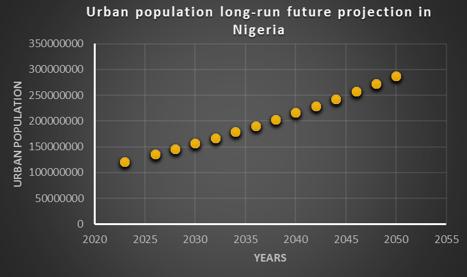 Urban population long-run future projection in
Nigeria
350000000
300000000
250000000
200000000
150000000
100000000
50000000
0
URBAN POPULATION
2020 2025 2030 2035 2040 2045 2050 2055
YEARS